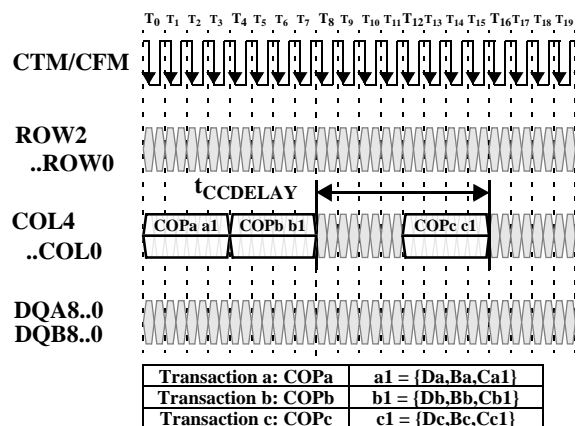 T0 T1 T2 T3 T4 T5 T6 T7 T8 T9 T10 T11 T12 T13 T14 T15 T16 T17 T18 T19
CTM/CFM
ROW2
..ROW0
tCCDELAY
COL4
..COL0
COPa a1 COPb b1 COPc c1
DQA8..0
DQB8..0
Transaction a: COPa a1 = {Da,Ba,Ca1}
Transaction b: COPb b1 = {Db,Bb,Cb1}
Transaction c: COPc c1 = {Dc,Bc,Cc1}